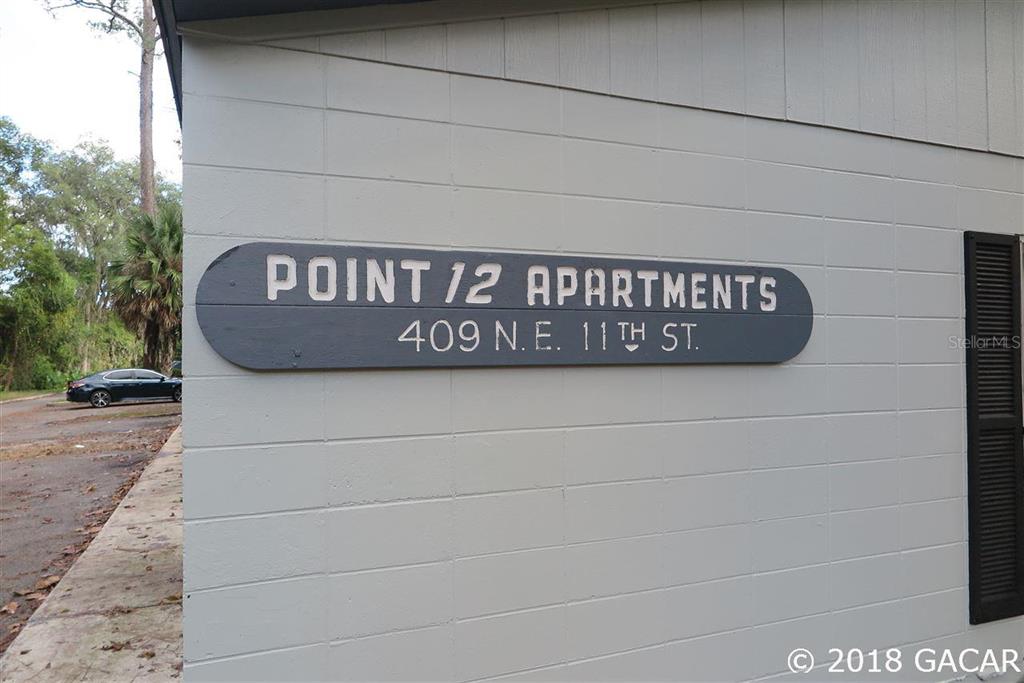 POINT 12 APARTMENTS
409 N.E. 11TH ST.
StellarMLS
© 2018 GACAR